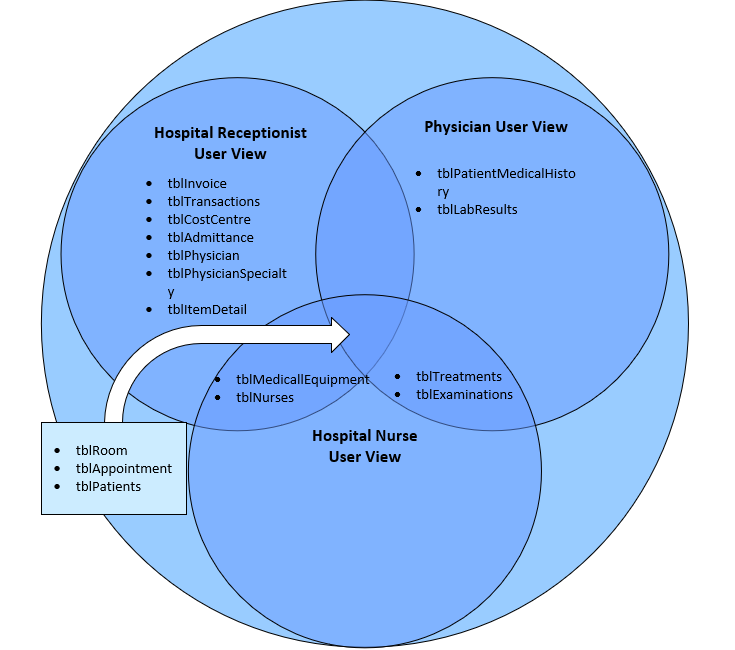 Hospital Receptionist
User View
• tblInvoice
• tblTransactions
• tblCostCentre
• tblAdmittance
• tblPhysician
• tblPhysicianSpecialt
y
• tblItemDetail
Physician User View
• tblPatientMedicalHisto
ry
• tblLabResults
• tblMedicallEquipment
• tblNurses
• tblTreatments
• tblExaminations
Hospital Nurse
User View
• tblRoom
• tblAppointment
• tblPatients